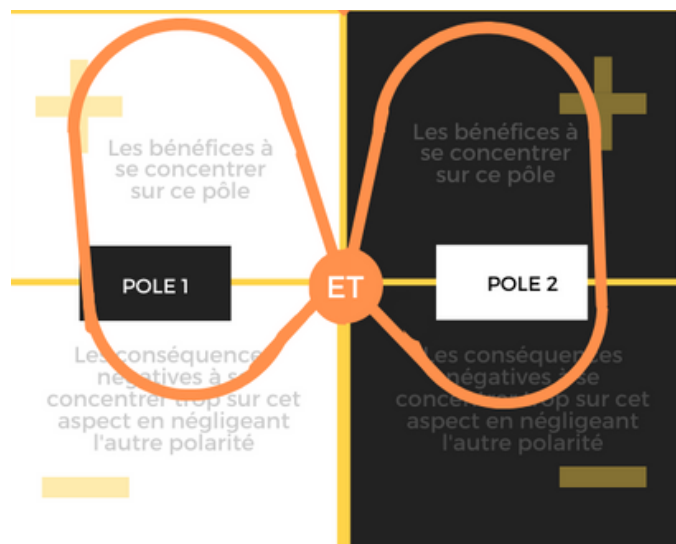 Les bénéfices à
se concentrer
sur ce pôle
Les bénéfices à
se concentrer
sur ce pôle
POLE 1
ET
POLE 2
Les conséquences
négatives à se
concentrer trop sur cet
aspect en négligeant
l'autre polarité
Les conséquences
négatives à se
concentrer trop sur cet
aspect en négligeant
l'autre polarité